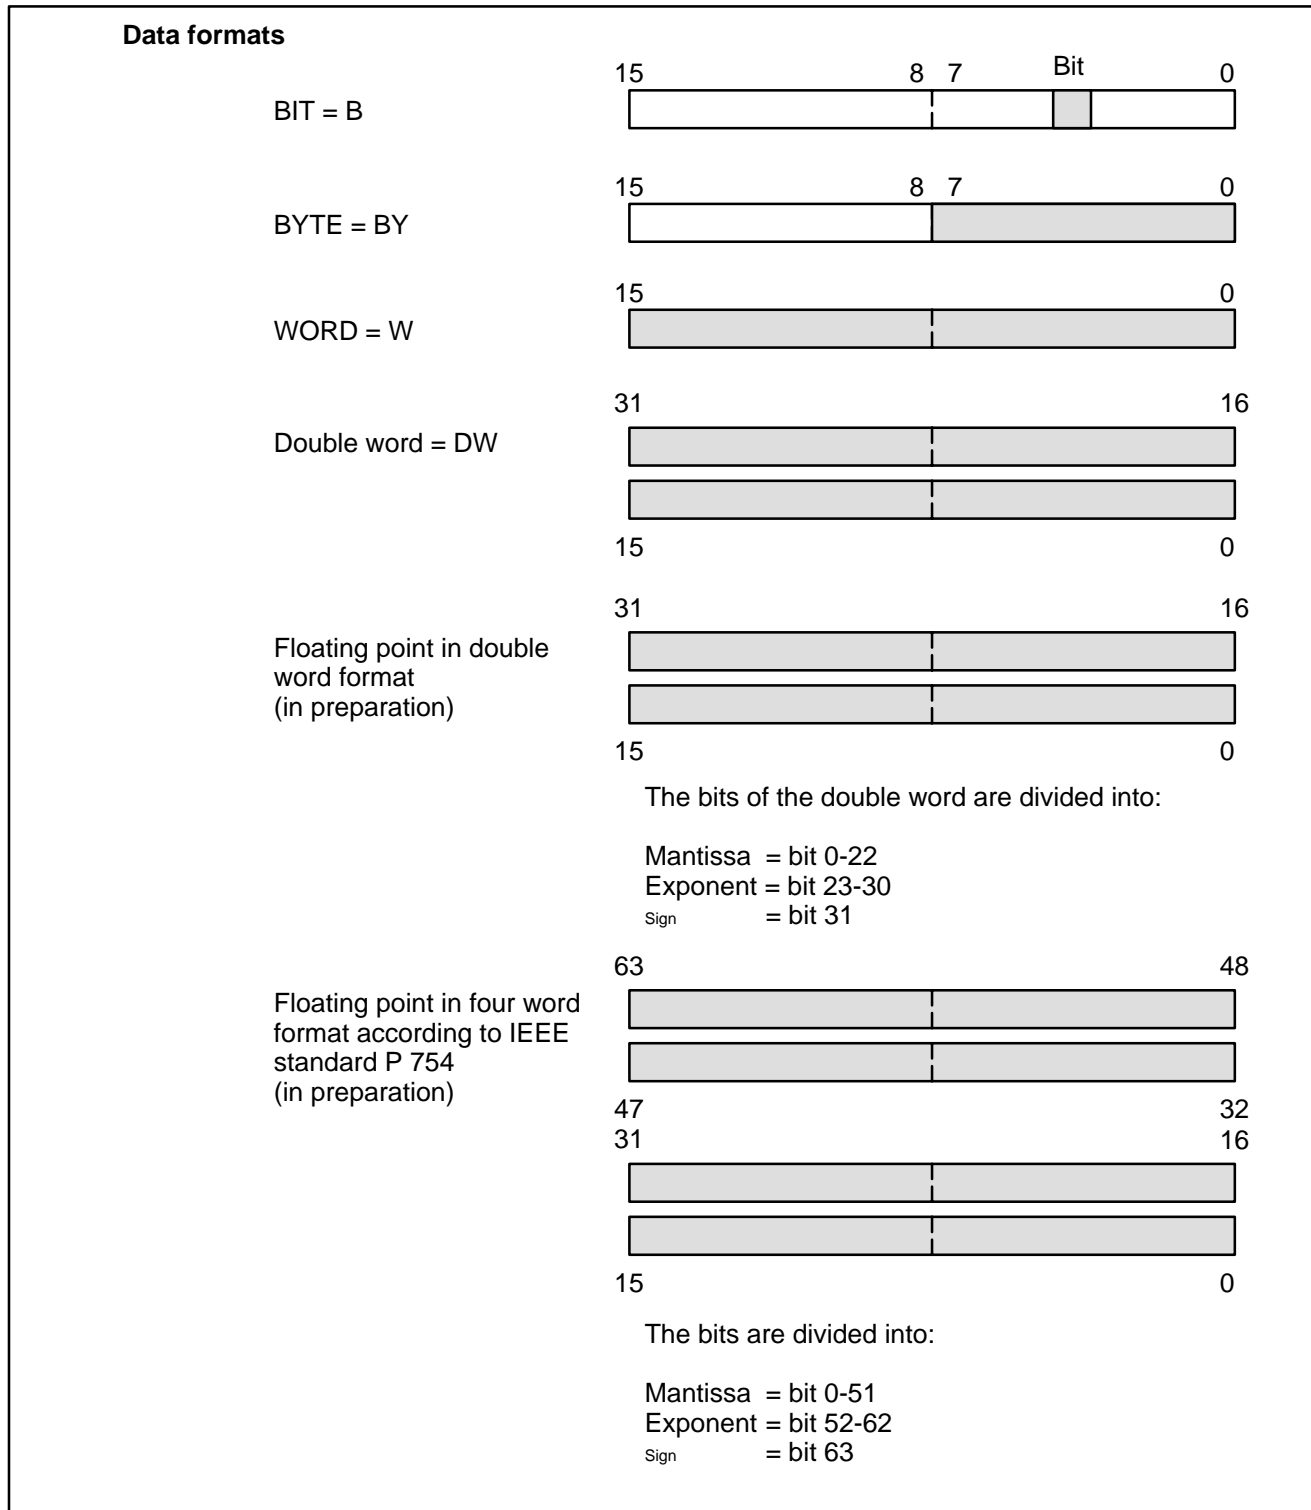 Data formats
15 8 7 Bit 0
BIT = B
15 8 7 0
BYTE = BY
15 0
WORD = W
31 16
Double word = DW
15 0
31 16
Floating point in double
word format
(in preparation)
15 0
The bits of the double word are divided into:
Mantissa = bit 0-22
Exponent = bit 23-30
Sign = bit 31
63 48
Floating point in four word
format according to IEEE
standard P 754
(in preparation)
47 32
31 16
15 0
The bits are divided into:
Mantissa = bit 0-51
Exponent = bit 52-62
Sign = bit 63